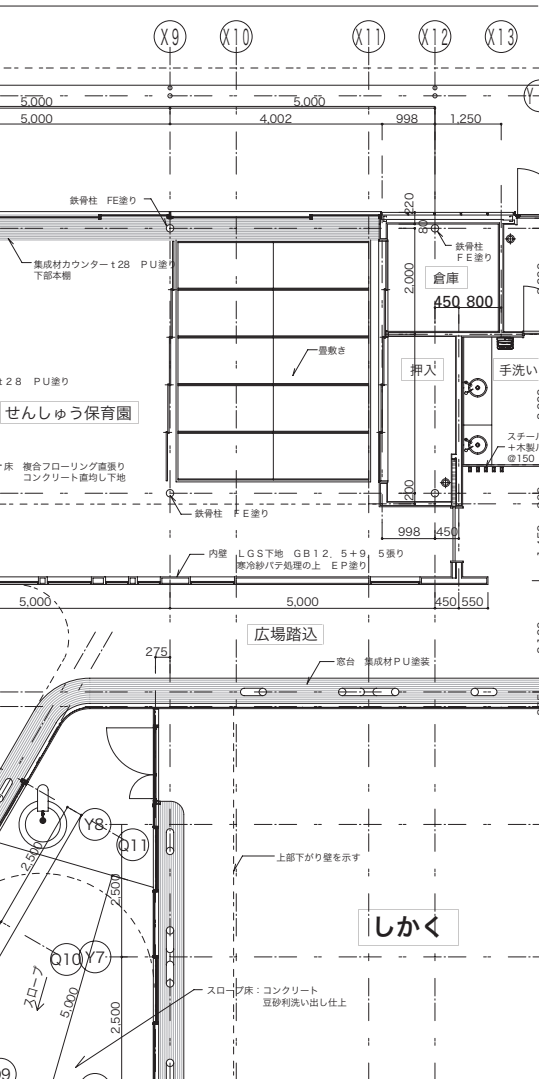 X9 X10 X11 X12 X13
5,000 5,000
5,000 4,002 998 1,250
220
鉄骨柱 FE塗り
80
鉄骨柱
FE塗り
集成材カウンターt28 PU塗り
下部本棚
2,000
倉庫
450 800
畳敷き
押入
手洗い
t28 PU塗り
せんしゅう保育園
スチール
+木製パ
@150
床 複合フローリング直張り
コンクリート直均し下地
200
鉄骨柱 FE塗り
998 450
内壁 LGS下地 GB12.5+9.5張り
寒冷紗パテ処理の上 EP塗り
5,000 5,000 450 550
広場踏込
275
窓台 集成材PU塗装
Y8
Q11
2,500
上部下がり壁を示す
2,500
しかく
Q10 Y7
スロープ
5,000
スロープ床：コンクリート
豆砂利洗い出し仕上
2,500